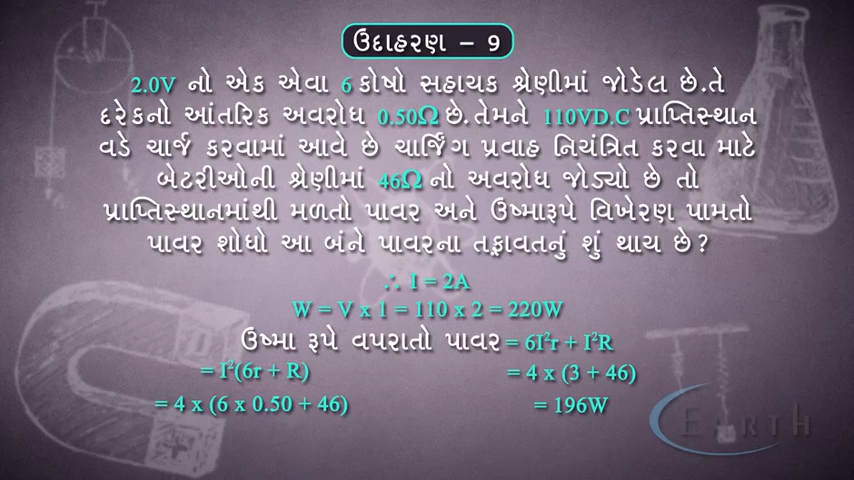 ઉદાહરણ – 9
2.0V નો એક એવા 6 કોષો સહાયક શ્રેણીમાં જોડેલ છે.તે
દરેકનો આંતરિક અવરોધ 0.50Ω છે. તેમને 110VD.C પ્રાપ્તિસ્થાન
વડે ચાર્જ કરવામાં આવે છે ચાર્જિંગ પ્રવાહ નિયંત્રિત કરવા માટે
બેટરીઓની શ્રેણીમાં 46Ω નો અવરોધ જોડ્યો છે તો
પ્રાપ્તિસ્થાનમાંથી મળતો પાવર અને ઉષ્મારૂપે વિખેરણ પામતો
પાવર શોધો આ બંને પાવરના તફાવતનું શું થાય છે ?
∴ I = 2A
W = V x 1 = 110 x 2 = 220W
ઉષ્મા રૂપે વપરાતો પાવર = 6I²r + I²R
= I²(6r + R)
= 4 x (3 + 46)
= 4 x (6 x 0.50 + 46)
= 196W
EARTH